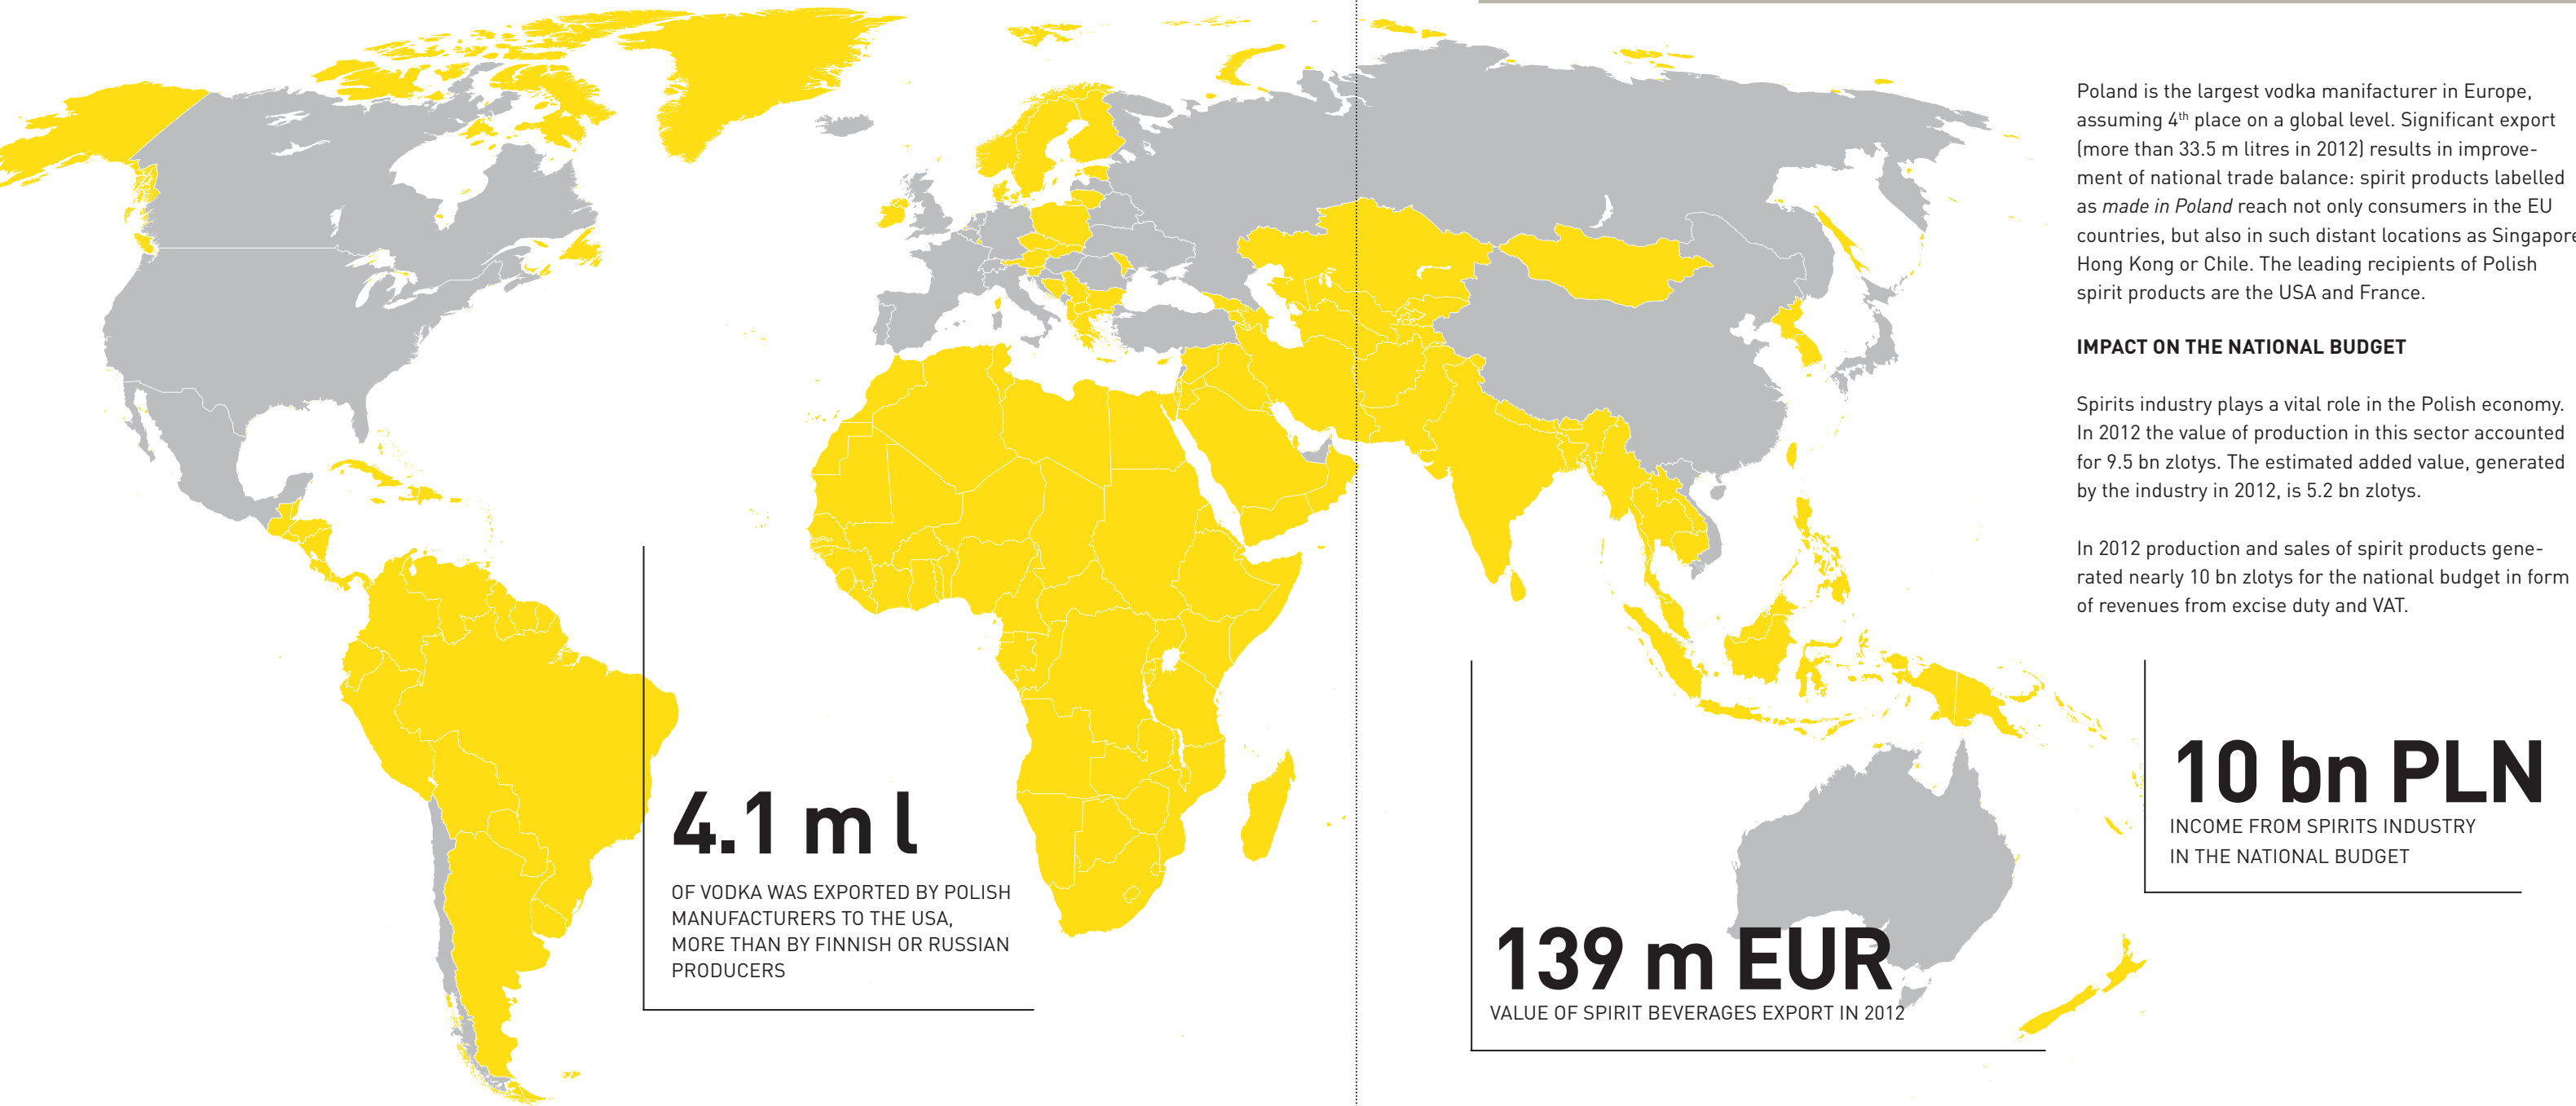 Poland is the largest vodka manifacturer in Europe,
assuming 4th place on a global level. Significant export
(more than 33.5 m litres in 2012) results in improve-
ment of national trade balance: spirit products labelled
as made in Poland reach not only consumers in the EU
countries, but also in such distant locations as Singapore
Hong Kong or Chile. The leading recipients of Polish
spirit products are the USA and France.
IMPACT ON THE NATIONAL BUDGET
Spirits industry plays a vital role in the Polish economy.
In 2012 the value of production in this sector accounted
for 9.5 bn zlotys. The estimated added value, generated
by the industry in 2012, is 5.2 bn zlotys.
In 2012 production and sales of spirit products gene-
rated nearly 10 bn zlotys for the national budget in form
of revenues from excise duty and VAT.
4.1 m l
OF VODKA WAS EXPORTED BY POLISH
MANUFACTURERS TO THE USA,
MORE THAN BY FINNISH OR RUSSIAN
PRODUCERS
139 m EUR
VALUE OF SPIRIT BEVERAGES EXPORT IN 2012
10 bn PLN
INCOME FROM SPIRITS INDUSTRY
IN THE NATIONAL BUDGET